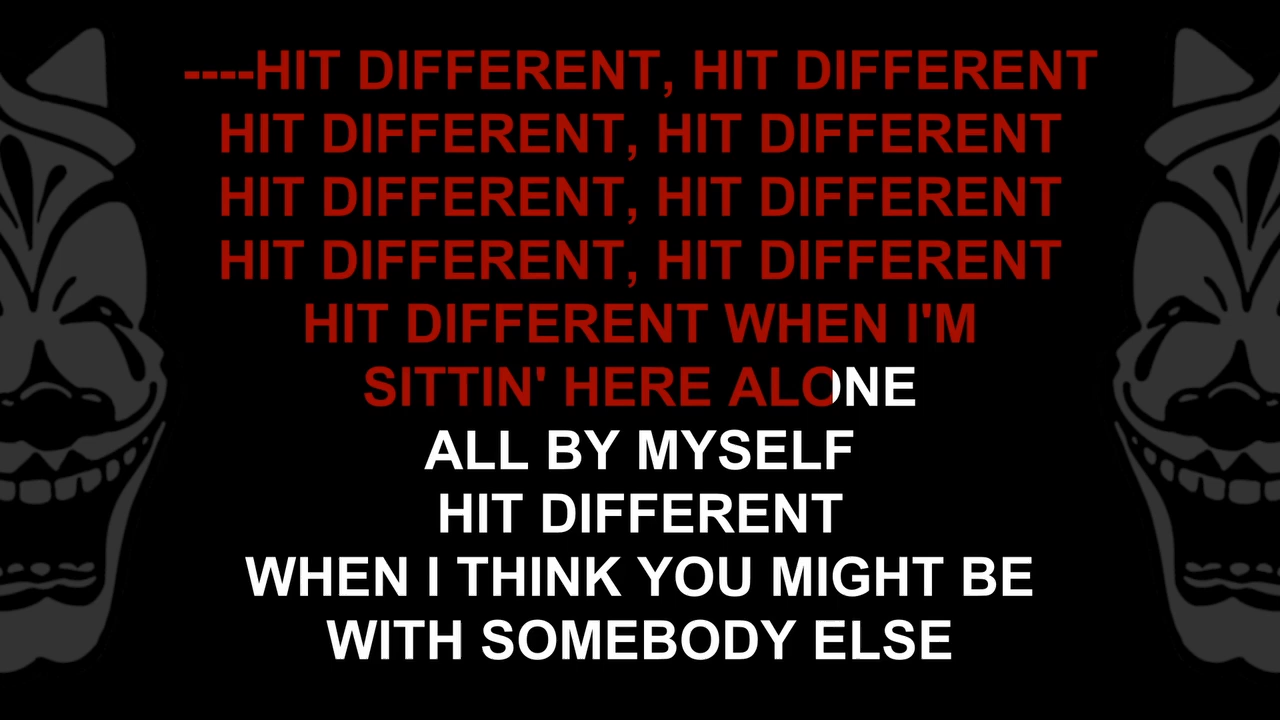 ----HIT DIFFERENT, HIT DIFFERENT
HIT DIFFERENT, HIT DIFFERENT
HIT DIFFERENT, HIT DIFFERENT
HIT DIFFERENT, HIT DIFFERENT
HIT DIFFERENT WHEN I'M
SITTIN' HERE ALONE
ALL BY MYSELF
HIT DIFFERENT
WHEN I THINK YOU MIGHT BE
WITH SOMEBODY ELSE